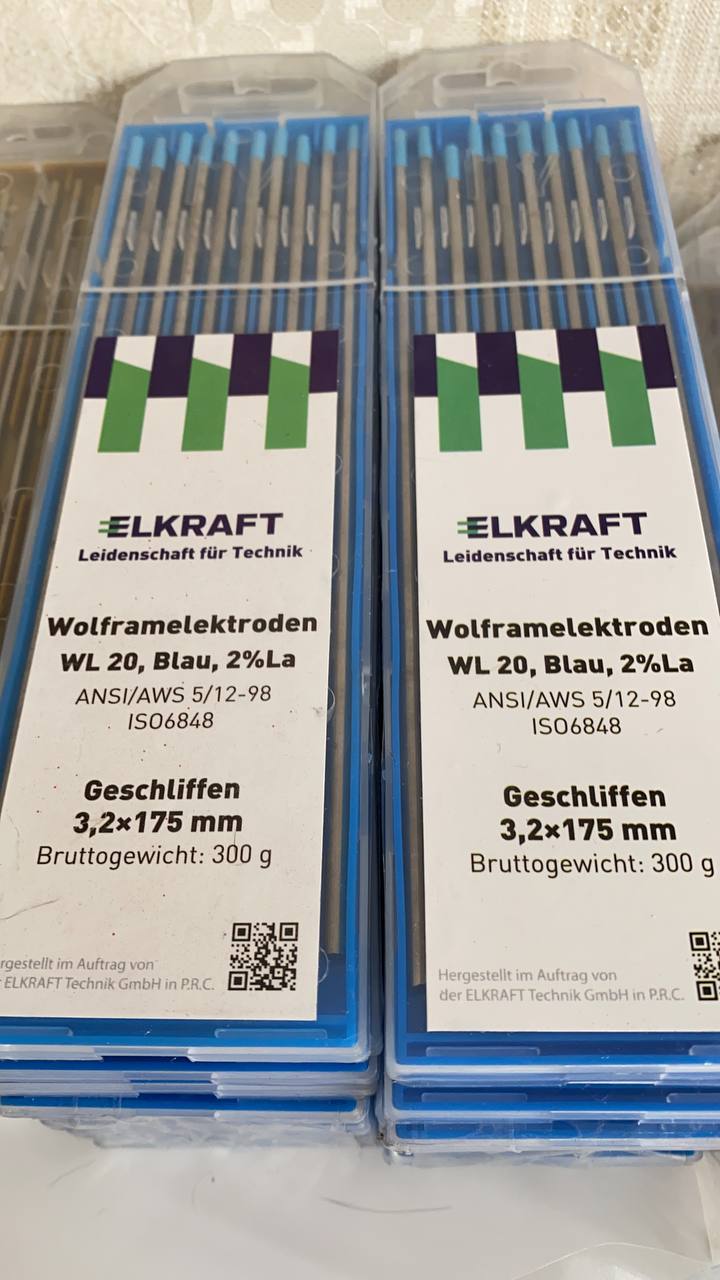 ELKRAFT
Leidenschaft für Technik
Wolframelektroden
WL 20, Blau, 2%La
ANSI/AWS 5/12-98
ISO6848
Geschliffen
3,2×175 mm
Bruttogewicht: 300 g
rgestellt im Auftrag von
ELKRAFT Technik GmbH in P.R.C.
ELKRAFT
Leidenschaft für Technik
Wolframelektroden
WL 20, Blau, 2%La
ANSI/AWS 5/12-98
ISO6848
Geschliffen
3,2×175 mm
Bruttogewicht: 300 g
Hergestellt im Auftrag von
der ELKRAFT Technik GmbH in P.R.C.